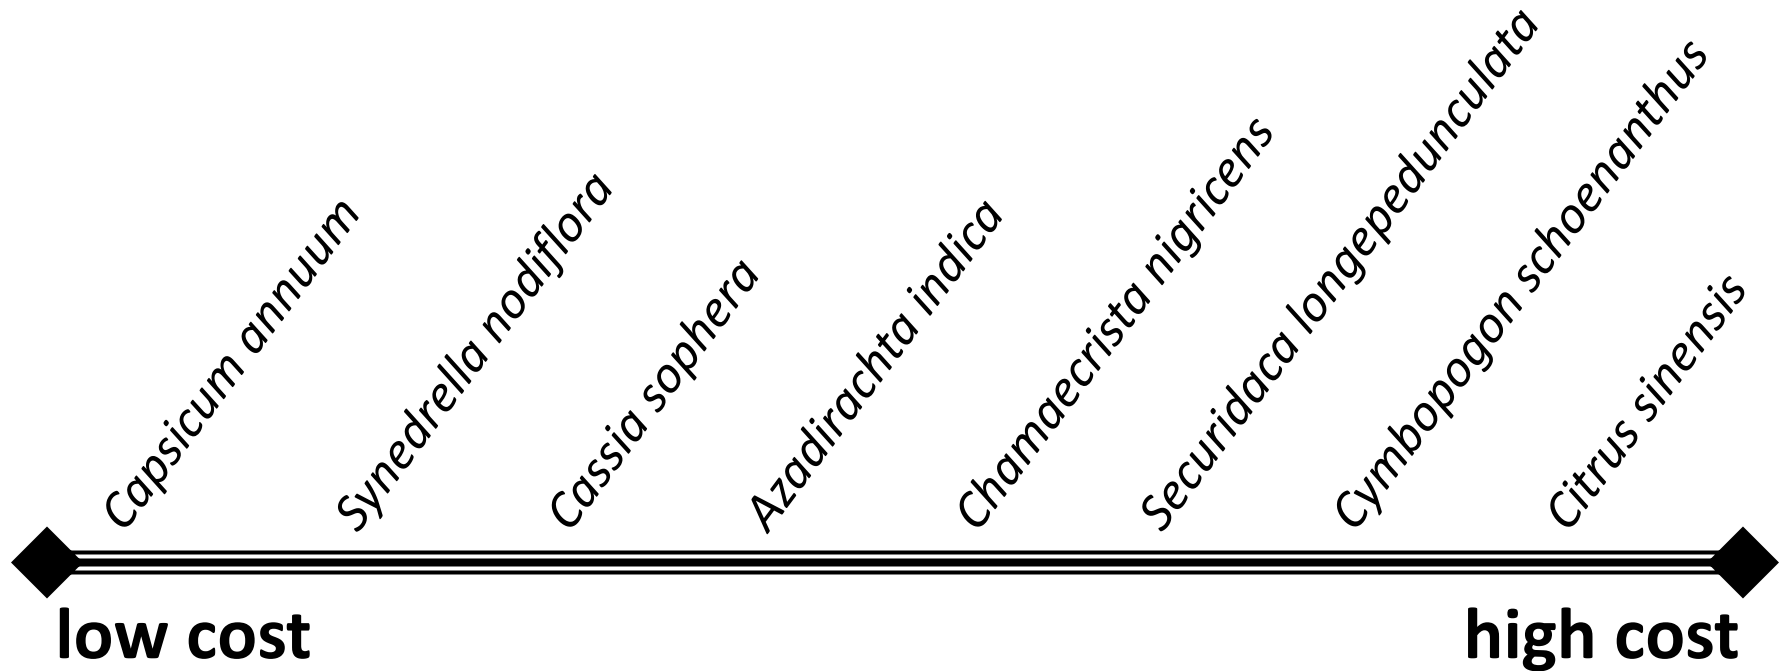 Capsicum annuum
Synedrella nodiflora
Cassia sophera
Azadirachta indica
Chamaecrista nigricens
Securidaca longepedunculata
Cymbopogon schoenanthus
Citrus sinensis
low cost
high cost